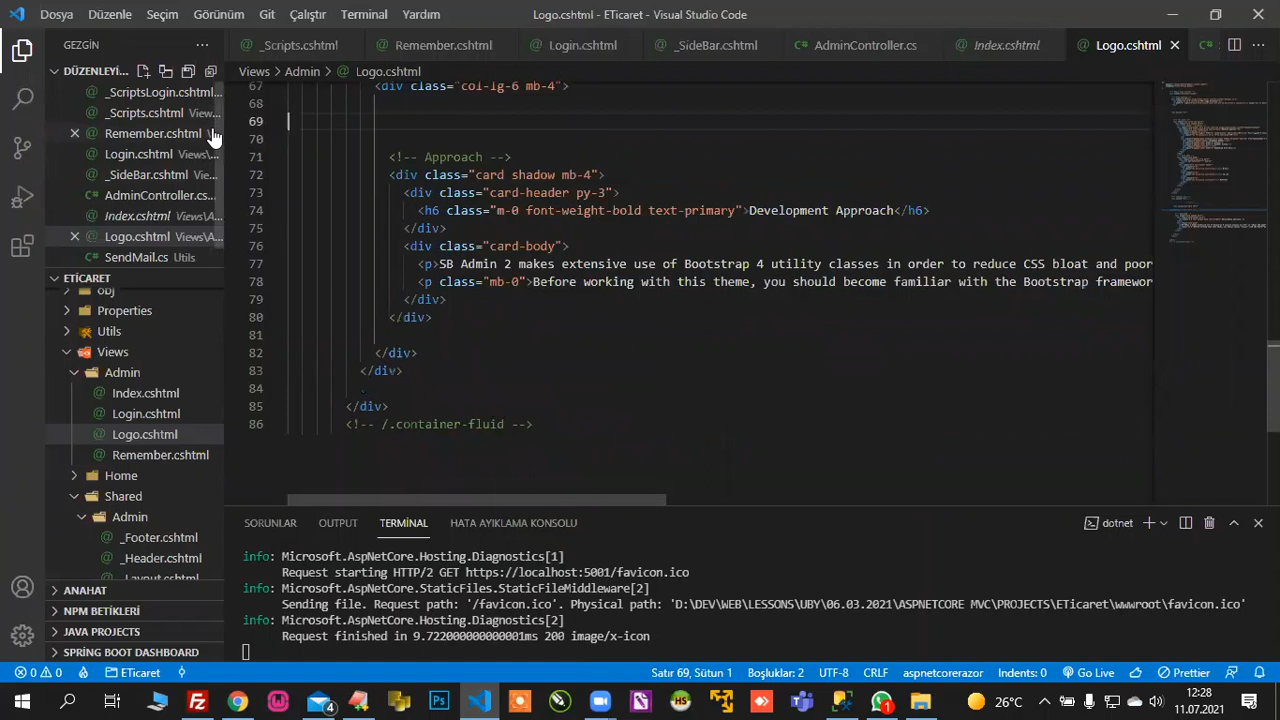 Dosya Düzenle Seçim Görünüm Git Çalıştır Terminal Yardım
Logo.cshtml - ETicaret - Visual Studio Code
GEZGİN
_Scripts.cshtml Remember.cshtml Login.cshtml _SideBar.cshtml AdminController.cs Index.cshtml Logo.cshtml
DÜZENLEYİ...
Views > Admin > Logo.cshtml
_ScriptsLogin.cshtml...
_Scripts.cshtml View...
Remember.cshtml
Login.cshtml Views\...
_SideBar.cshtml Vie...
AdminController.cs...
Index.cshtml Views\A...
Logo.cshtml Views\A...
SendMail.cs Utils
ETİCARET
obj
Properties
Utils
Views
Admin
Index.cshtml
Login.cshtml
Logo.cshtml
Remember.cshtml
Home
Shared
Admin
_Footer.cshtml
_Header.cshtml
_Layout.cshtml
ANAHAT
NPM BETİKLERİ
JAVA PROJECTS
SPRING BOOT DASHBOARD
67 <div class="col-lg-6 mb-4">
68
69
70
71 <!-- Approach -->
72 <div class="card shadow mb-4">
73 <div class="card-header py-3">
74 <h6 class="m-0 font-weight-bold text-primary">Development Approach</h6>
75 </div>
76 <div class="card-body">
77 <p>SB Admin 2 makes extensive use of Bootstrap 4 utility classes in order to reduce CSS bloat and poor
78 <p class="mb-0">Before working with this theme, you should become familiar with the Bootstrap framewor
79 </div>
80 </div>
81
82 </div>
83 </div>
84
85 </div>
86 <!-- /.container-fluid -->
SORUNLAR OUTPUT TERMİNAL HATA AYIKLAMA KONSOLU
dotnet
info: Microsoft.AspNetCore.Hosting.Diagnostics[1]
Request starting HTTP/2 GET https://localhost:5001/favicon.ico
info: Microsoft.AspNetCore.StaticFiles.StaticFileMiddleware[2]
Sending file. Request path: '/favicon.ico'. Physical path: 'D:\DEV\WEB\LESSONS\UBY\06.03.2021\ASPNETCORE MVC\PROJECTS\ETicaret\wwwroot\favicon.ico'
info: Microsoft.AspNetCore.Hosting.Diagnostics[2]
Request finished in 9.722000000000001ms 200 image/x-icon
0 0 ETicaret Satır 69, Sütun 1 Boşluklar: 2 UTF-8 CRLF aspnetcorerazor Indents: 0 Go Live Prettier
26°C
12:28
11.07.2021